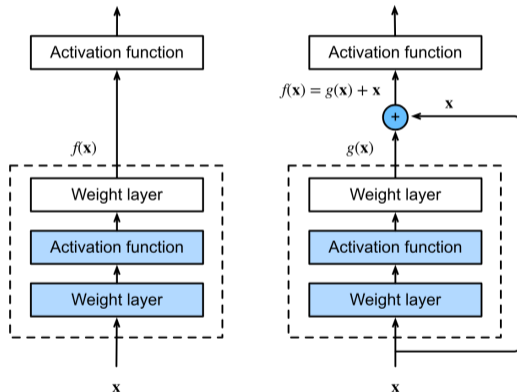 Activation function
f(x)
Weight layer
Activation function
Weight layer
x
Activation function
f(x) = g(x) + x
x
+
g(x)
Weight layer
Activation function
Weight layer
x